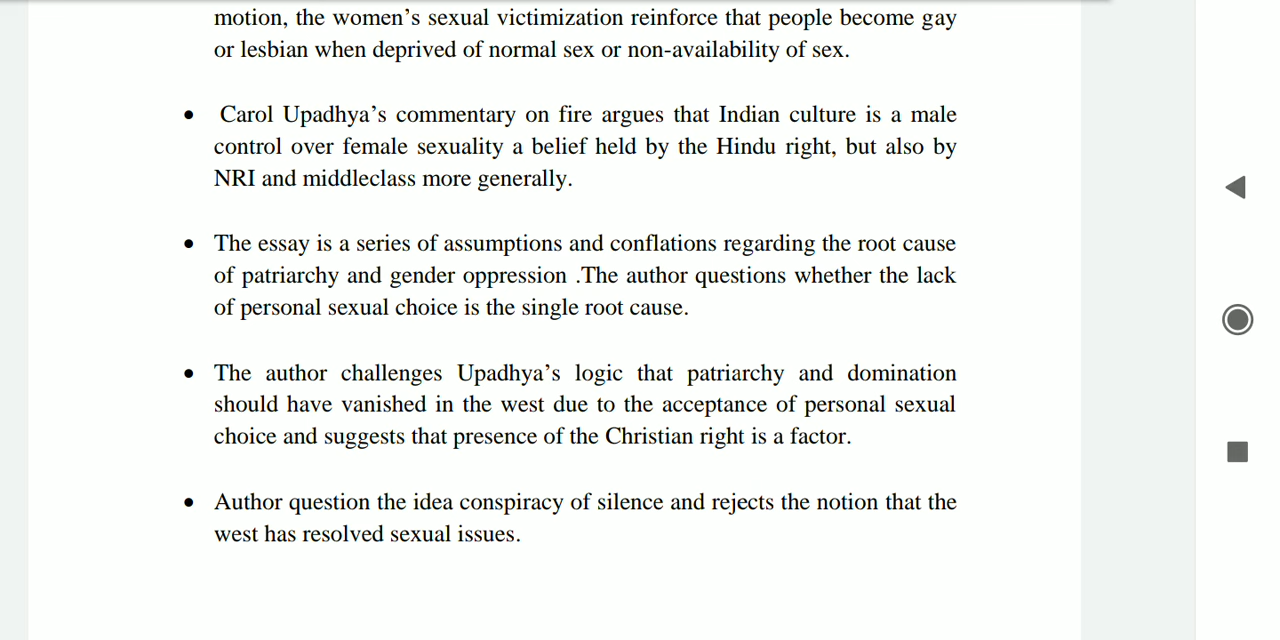 motion, the women's sexual victimization reinforce that people become gay
or lesbian when deprived of normal sex or non-availability of sex.
• Carol Upadhya's commentary on fire argues that Indian culture is a male
control over female sexuality a belief held by the Hindu right, but also by
NRI and middleclass more generally.
• The essay is a series of assumptions and conflations regarding the root cause
of patriarchy and gender oppression .The author questions whether the lack
of personal sexual choice is the single root cause.
• The author challenges Upadhya's logic that patriarchy and domination
should have vanished in the west due to the acceptance of personal sexual
choice and suggests that presence of the Christian right is a factor.
• Author question the idea conspiracy of silence and rejects the notion that the
west has resolved sexual issues.